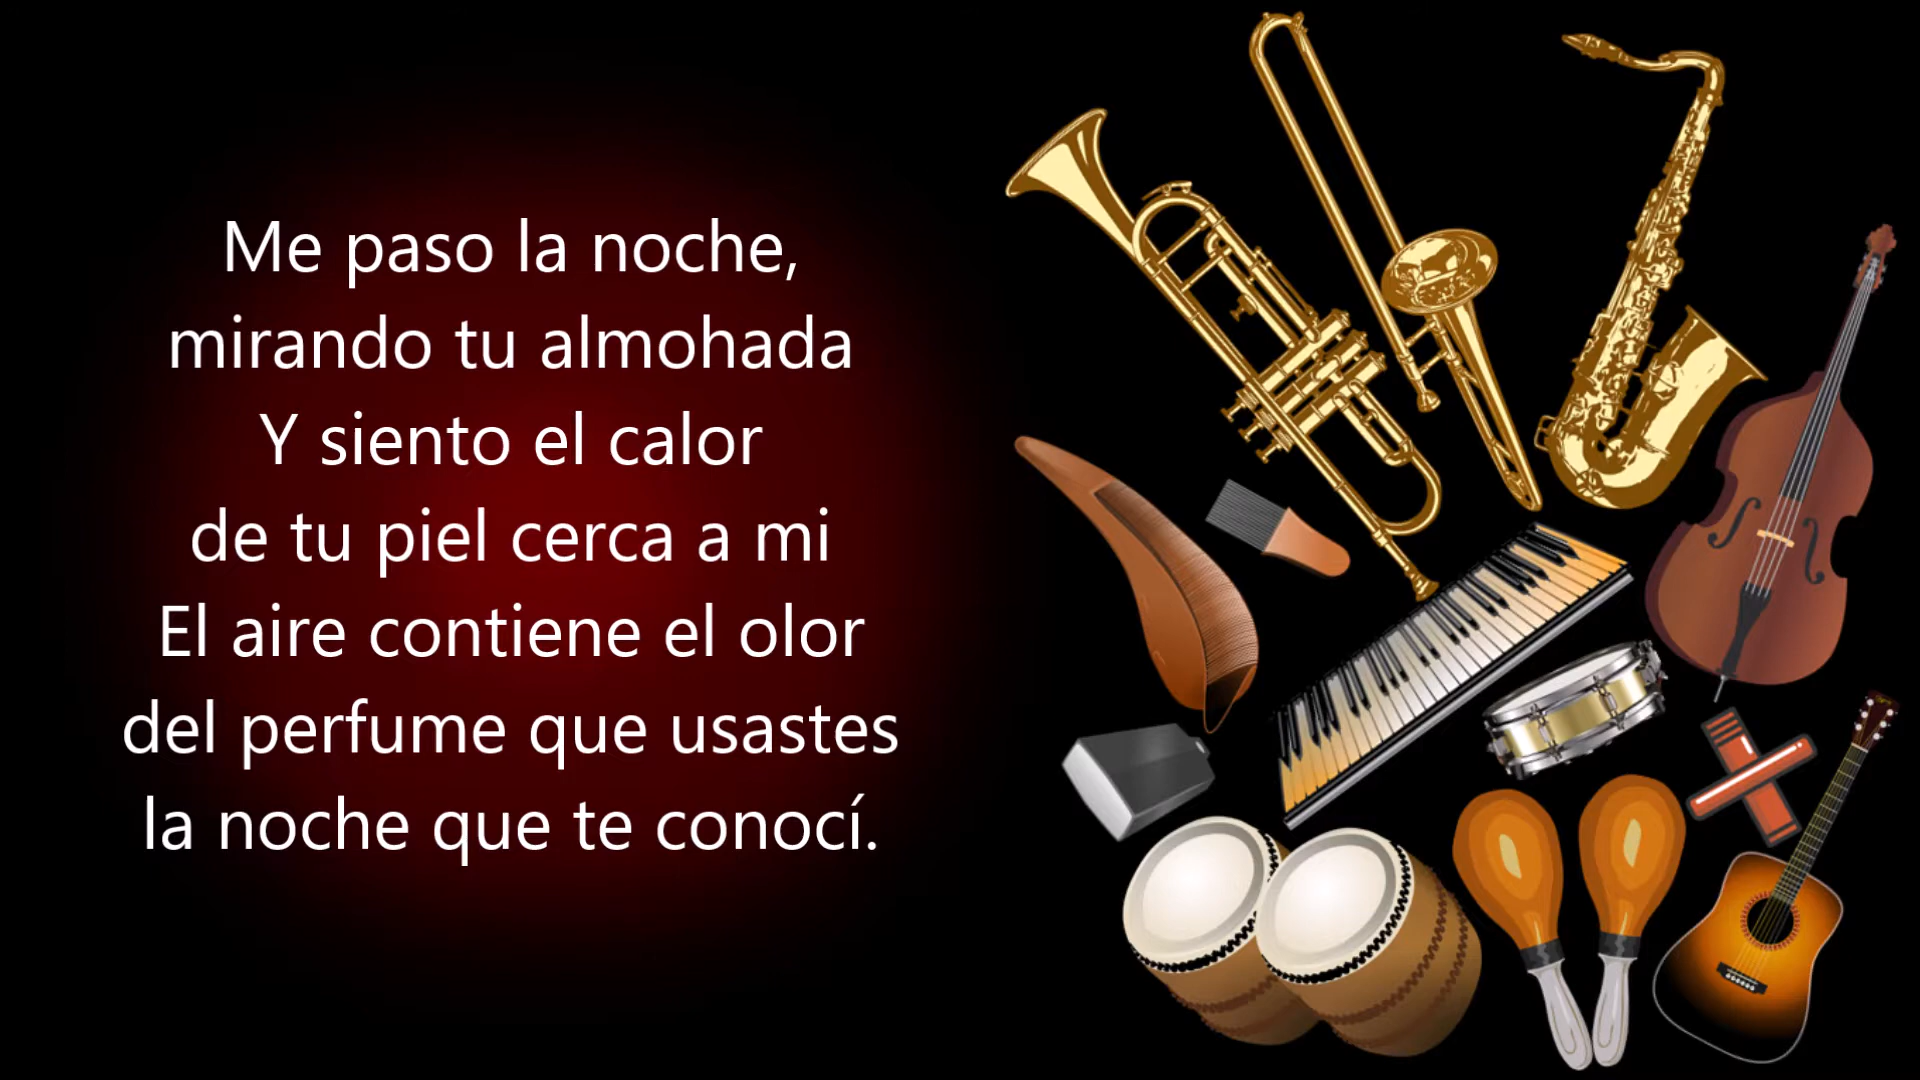 Me paso la noche,
mirando tu almohada
Y siento el calor
de tu piel cerca a mi
El aire contiene el olor
del perfume que usastes
la noche que te conocí.